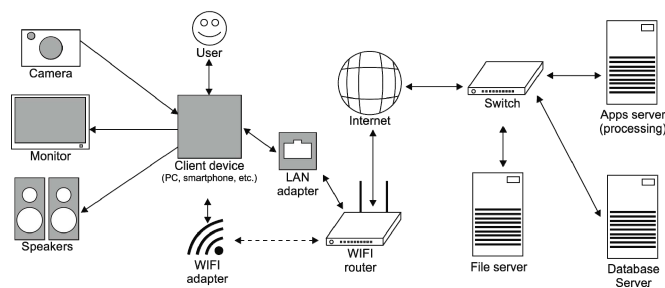 User
Camera
Internet
Switch
Apps server
(processing)
Monitor
Client device
(PC, smartphone, etc.)
LAN
adapter
Speakers
WIFI
adapter
WIFI
router
File server
Database
Server